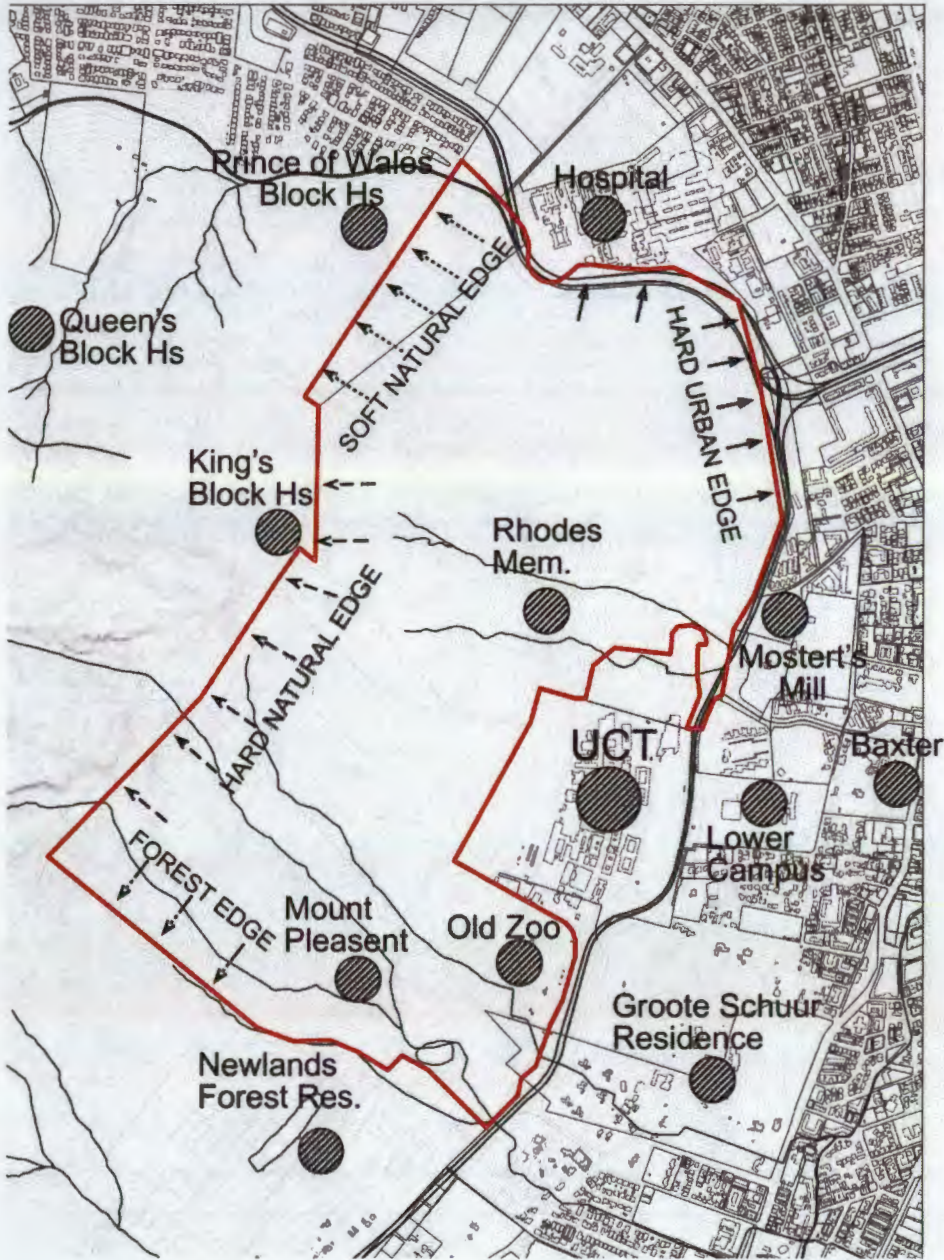 Prince of Wales
Block Hs
Hospital
Queen's
Block Hs
SOFT NATURAL EDGE
HARD URBAN EDGE
King's
Block Hs
Rhodes
Mem.
HARD NATURAL EDGE
Mostert's
Mill
UCT
Baxter
Lower
Campus
FOREST EDGE
Mount
Pleasent
Old Zoo
Groote Schuur
Residence
Newlands
Forest Res.